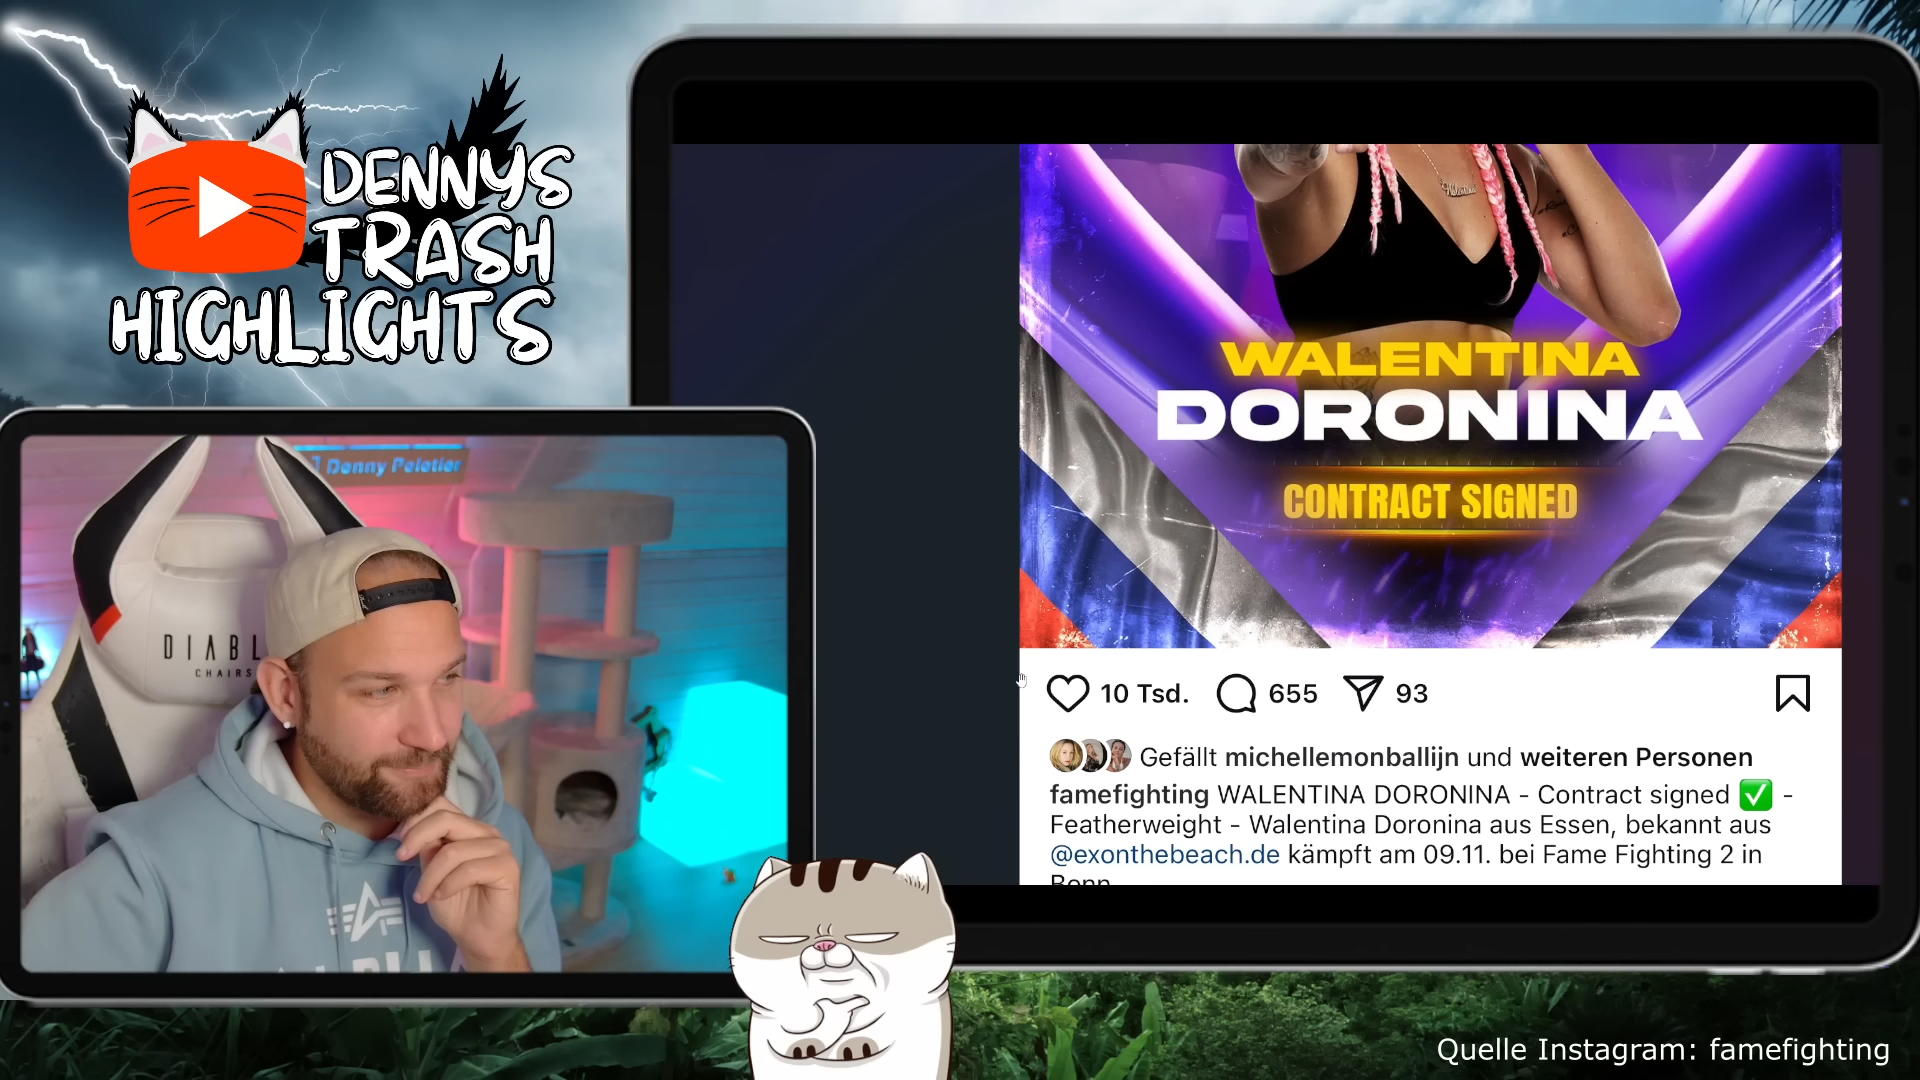 DENNYS
TRASH
HIGHLIGHTS
Denny Peletier
DIABL
CHAIRS
WALENTINA
DORONINA
CONTRACT SIGNED
10 Tsd. 655 93
Gefällt michellemonballijn und weiteren Personen
famefighting WALENTINA DORONINA - Contract signed ✅ -
Featherweight - Walentina Doronina aus Essen, bekannt aus
@exonthebeach.de kämpft am 09.11. bei Fame Fighting 2 in
Bonn
Quelle Instagram: famefighting